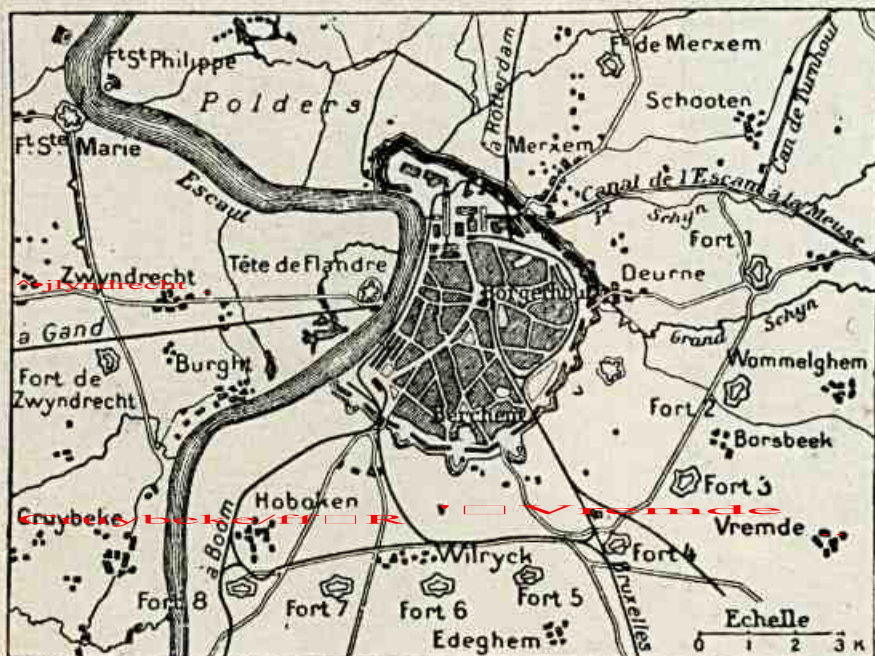 Ft de Merxem
Ft St Philippe
Polders
à Rotterdam
Schooten
Can de Turnhout
Ft Ste Marie
Merxem
Escaut
Canal de l'Escaut à la Meuse
pt Schyn
Fort 1
Zwyndrecht
Tête de Flandre
Deurne
Borgerhout
à Gand
Grand Schyn
Burght
Wommelghem
Fort de
Zwyndrecht
Fort 2
Berchem
Borsbeek
Fort 3
Hoboken
Vremde
Cruybeke
Vremde
à Boom
Wilryck
Fort 4
Bruxelles
Fort 8
Fort 7
Fort 6
Fort 5
Edeghem
Echelle
0 1 2 3 K